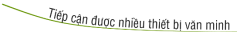 Tiếp cận được nhiều thiết bị văn minh